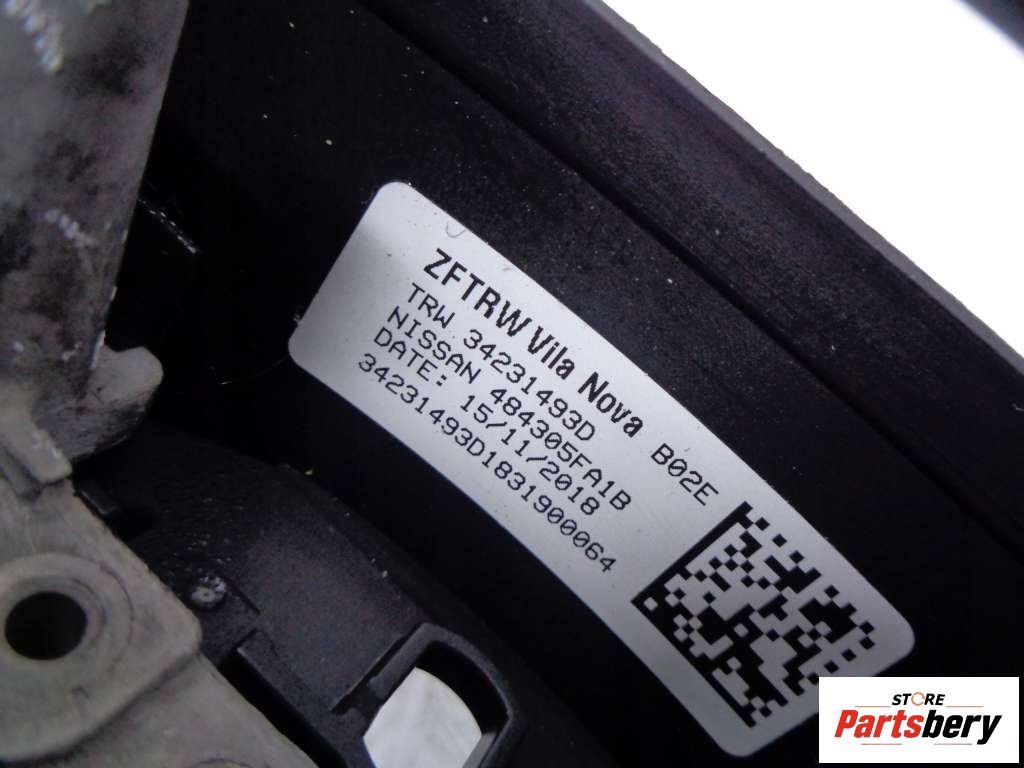 ZFTRW Vila Nova B02E
TRW 34231493D
NISSAN 484305FA1B
DATE: 15/11/2018
34231493D1831900064
STORE
Partsbery